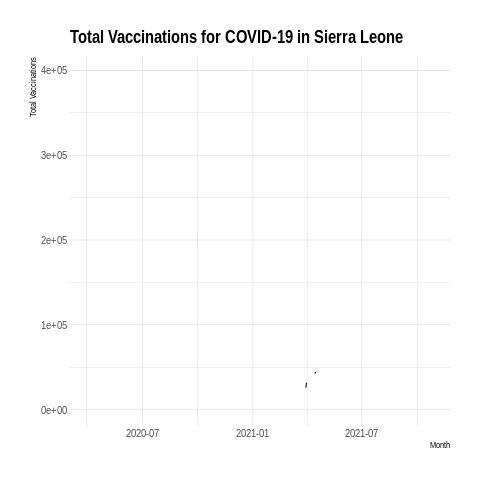 Total Vaccinations for COVID-19 in Sierra Leone
Total Vaccinations
4e+05
3e+05
2e+05
1e+05
0e+00
2020-07
2021-01
2021-07
Month